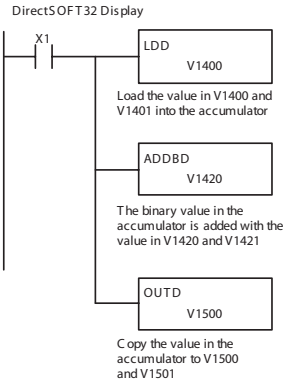 DirectSOFT32 Display
X1
LDD
V1400
Load the value in V1400 and
V1401 into the accumulator
ADDBD
V1420
The binary value in the
accumulator is added with the
value in V1420 and V1421
OUTD
V1500
Copy the value in the
accumulator to V1500
and V1501